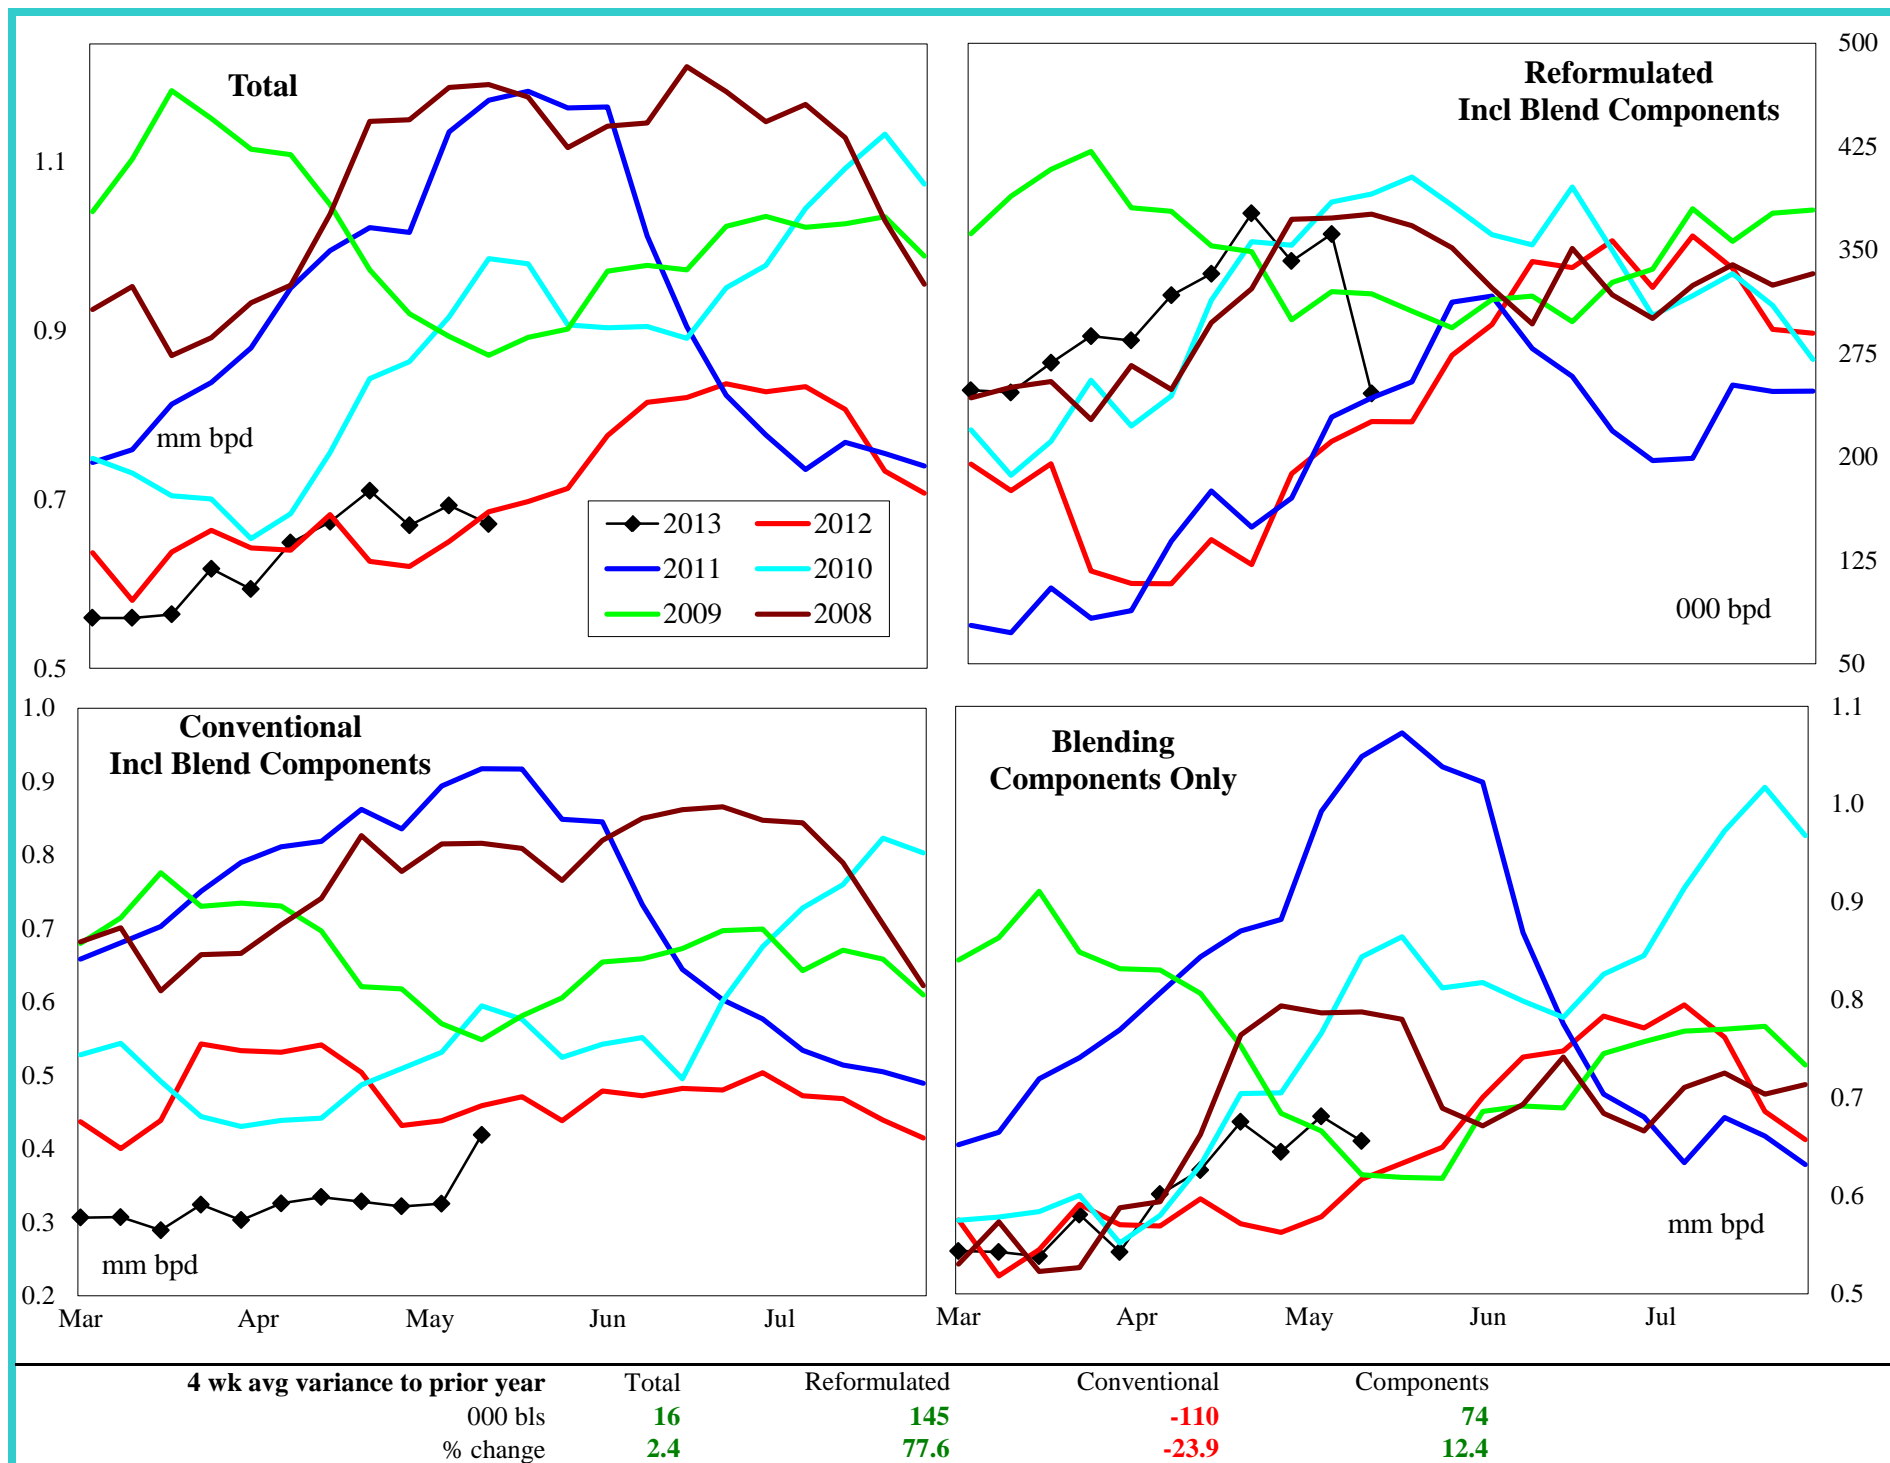 Total
1.1
0.9
0.7
0.5
mm bpd
2013
2012
2011
2010
2009
2008
Reformulated
Incl Blend Components
500
425
350
275
200
125
50
000 bpd
Conventional
Incl Blend Components
1.0
0.9
0.8
0.7
0.6
0.5
0.4
0.3
0.2
mm bpd
Mar Apr May Jun Jul
Blending
Components Only
1.1
1.0
0.9
0.8
0.7
0.6
0.5
mm bpd
Mar Apr May Jun Jul
4 wk avg variance to prior year Total Reformulated Conventional Components
000 bls 16 145 -110 74
% change 2.4 77.6 -23.9 12.4